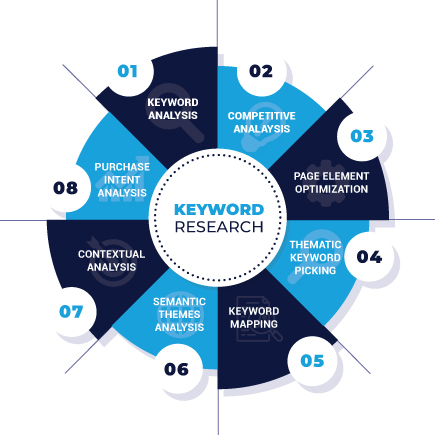 KEYWORD
RESEARCH
01
KEYWORD
ANALYSIS
02
COMPETITIVE
ANALAYSIS
03
PAGE ELEMENT
OPTIMIZATION
04
THEMATIC
KEYWORD
PICKING
05
KEYWORD
MAPPING
06
SEMANTIC
THEMES
ANALYSIS
07
CONTEXTUAL
ANALYSIS
08
PURCHASE
INTENT
ANALYSIS